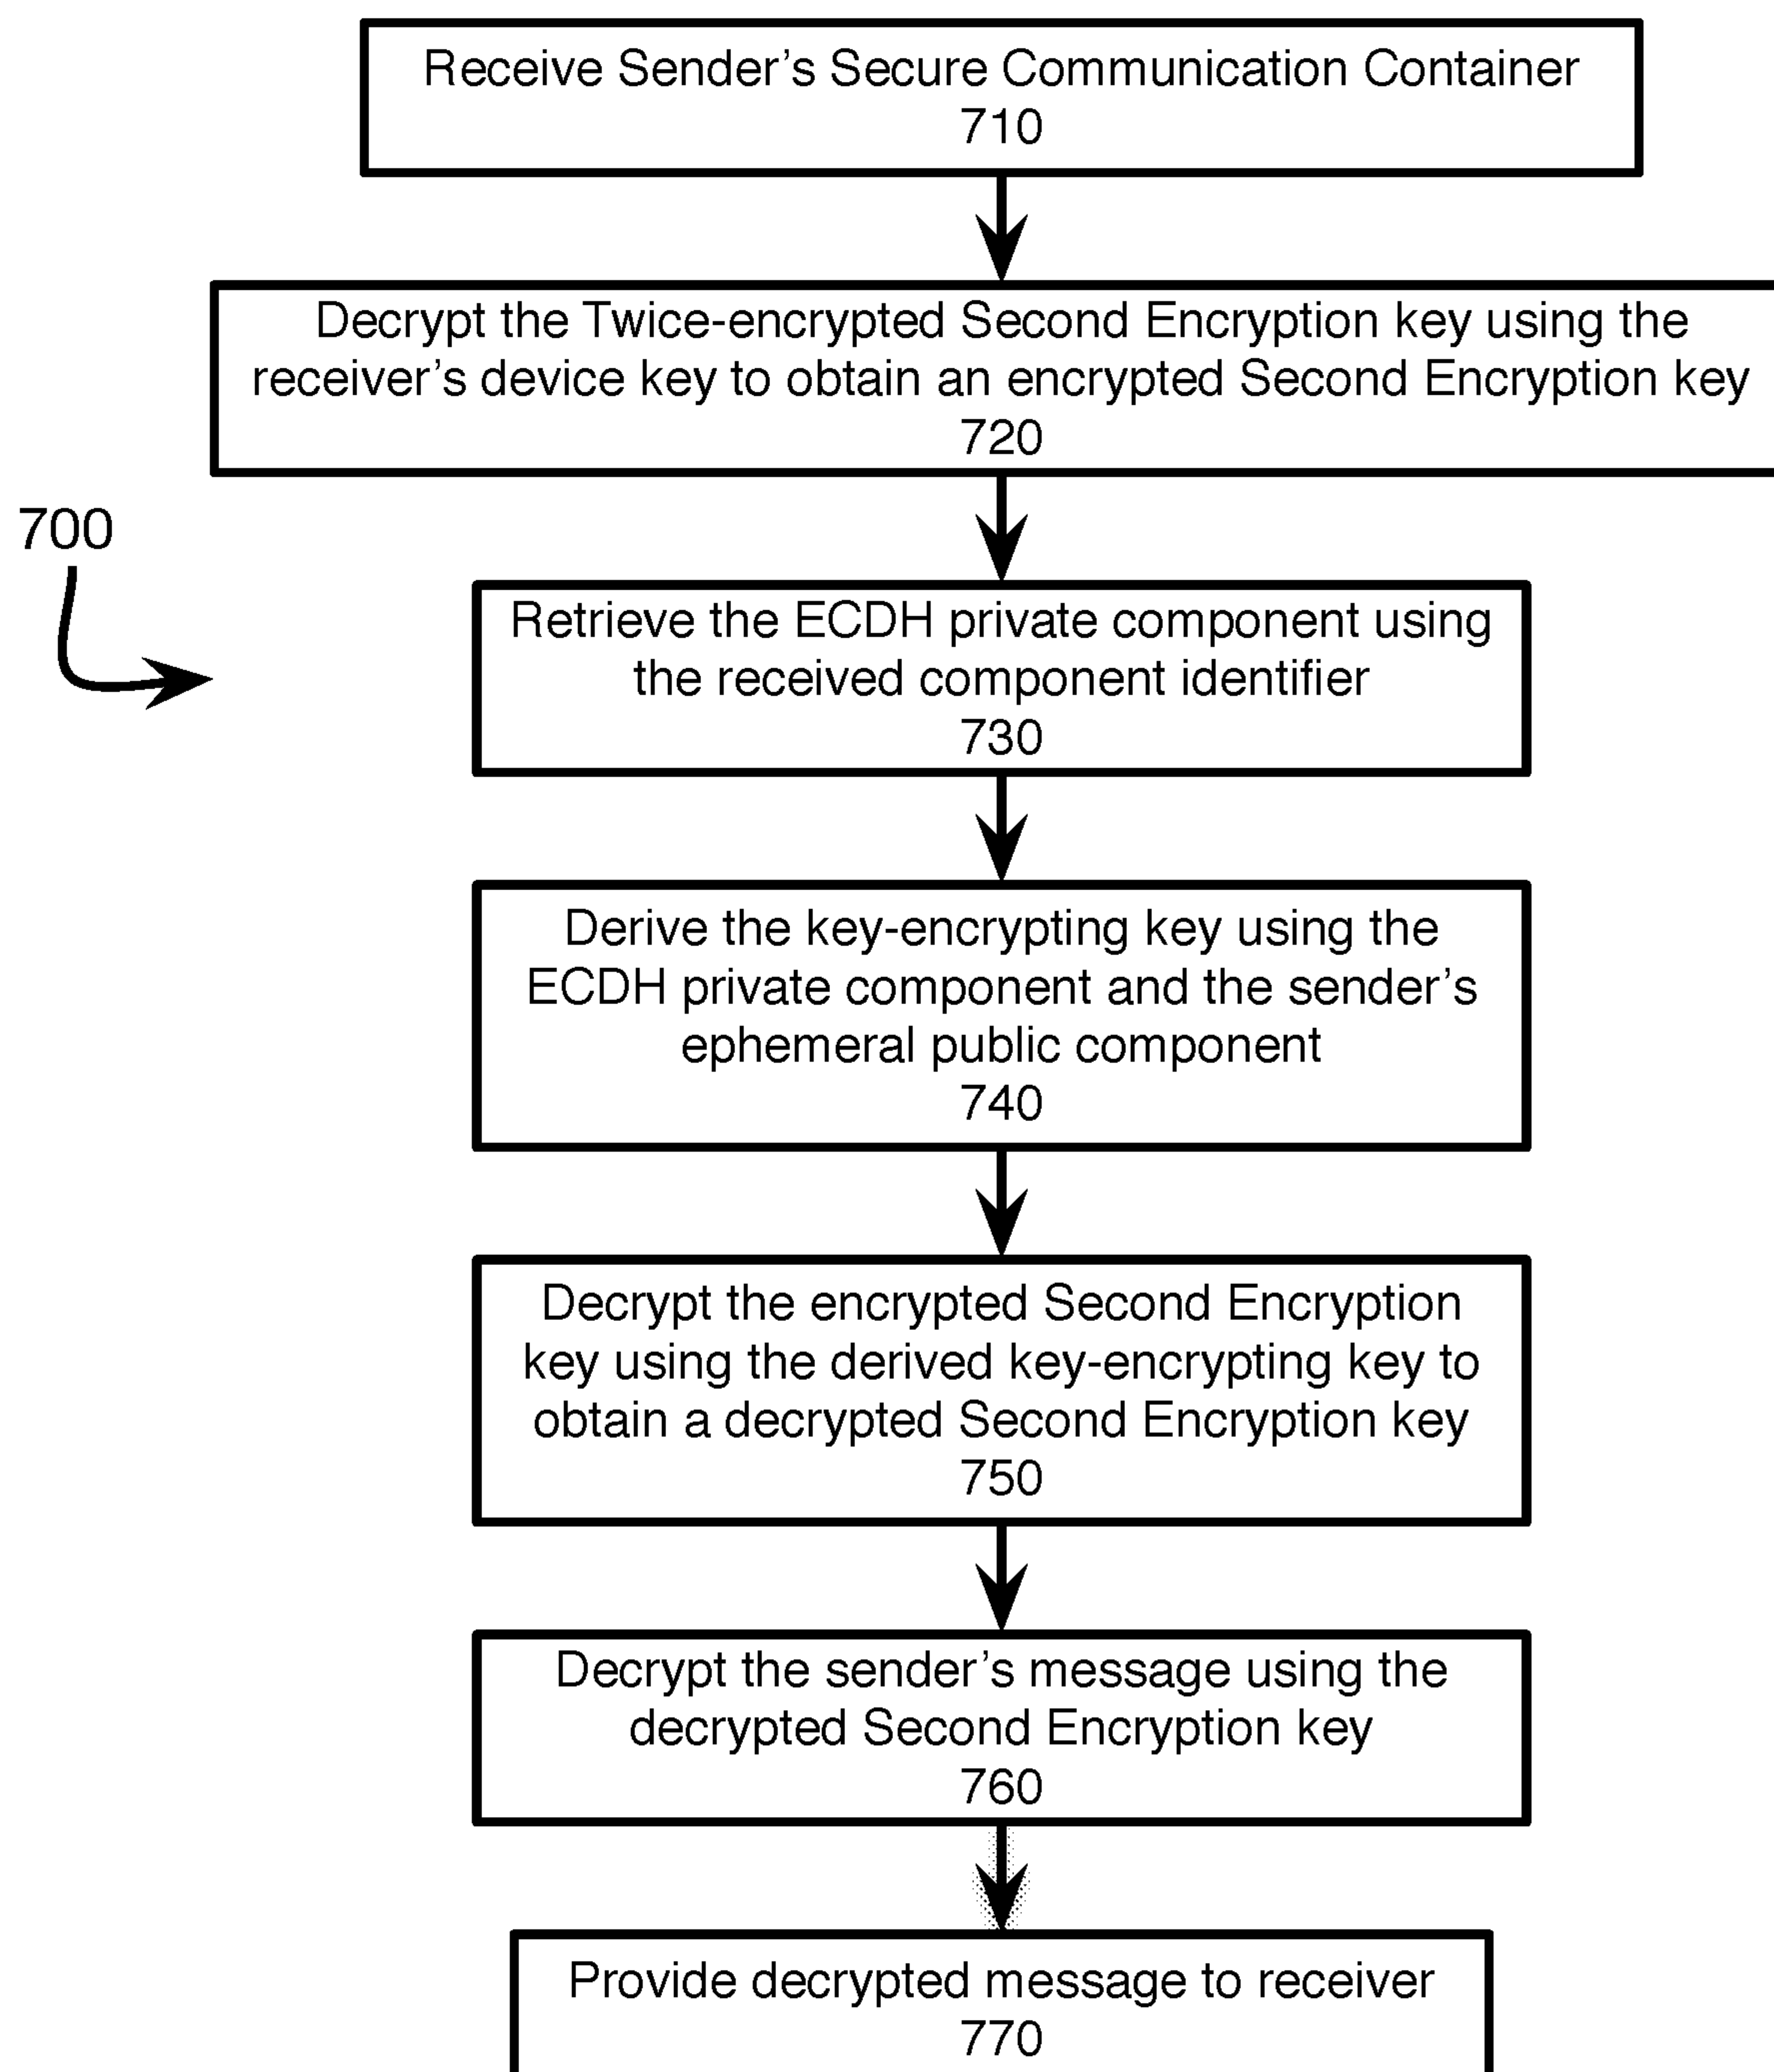 Receive Sender's Secure Communication Container
710
Decrypt the Twice-encrypted Second Encryption key using the
receiver's device key to obtain an encrypted Second Encryption key
720
700
Retrieve the ECDH private component using
the received component identifier
730
Derive the key-encrypting key using the
ECDH private component and the sender's
ephemeral public component
740
Decrypt the encrypted Second Encryption
key using the derived key-encrypting key to
obtain a decrypted Second Encryption key
750
Decrypt the sender's message using the
decrypted Second Encryption key
760
Provide decrypted message to receiver
770